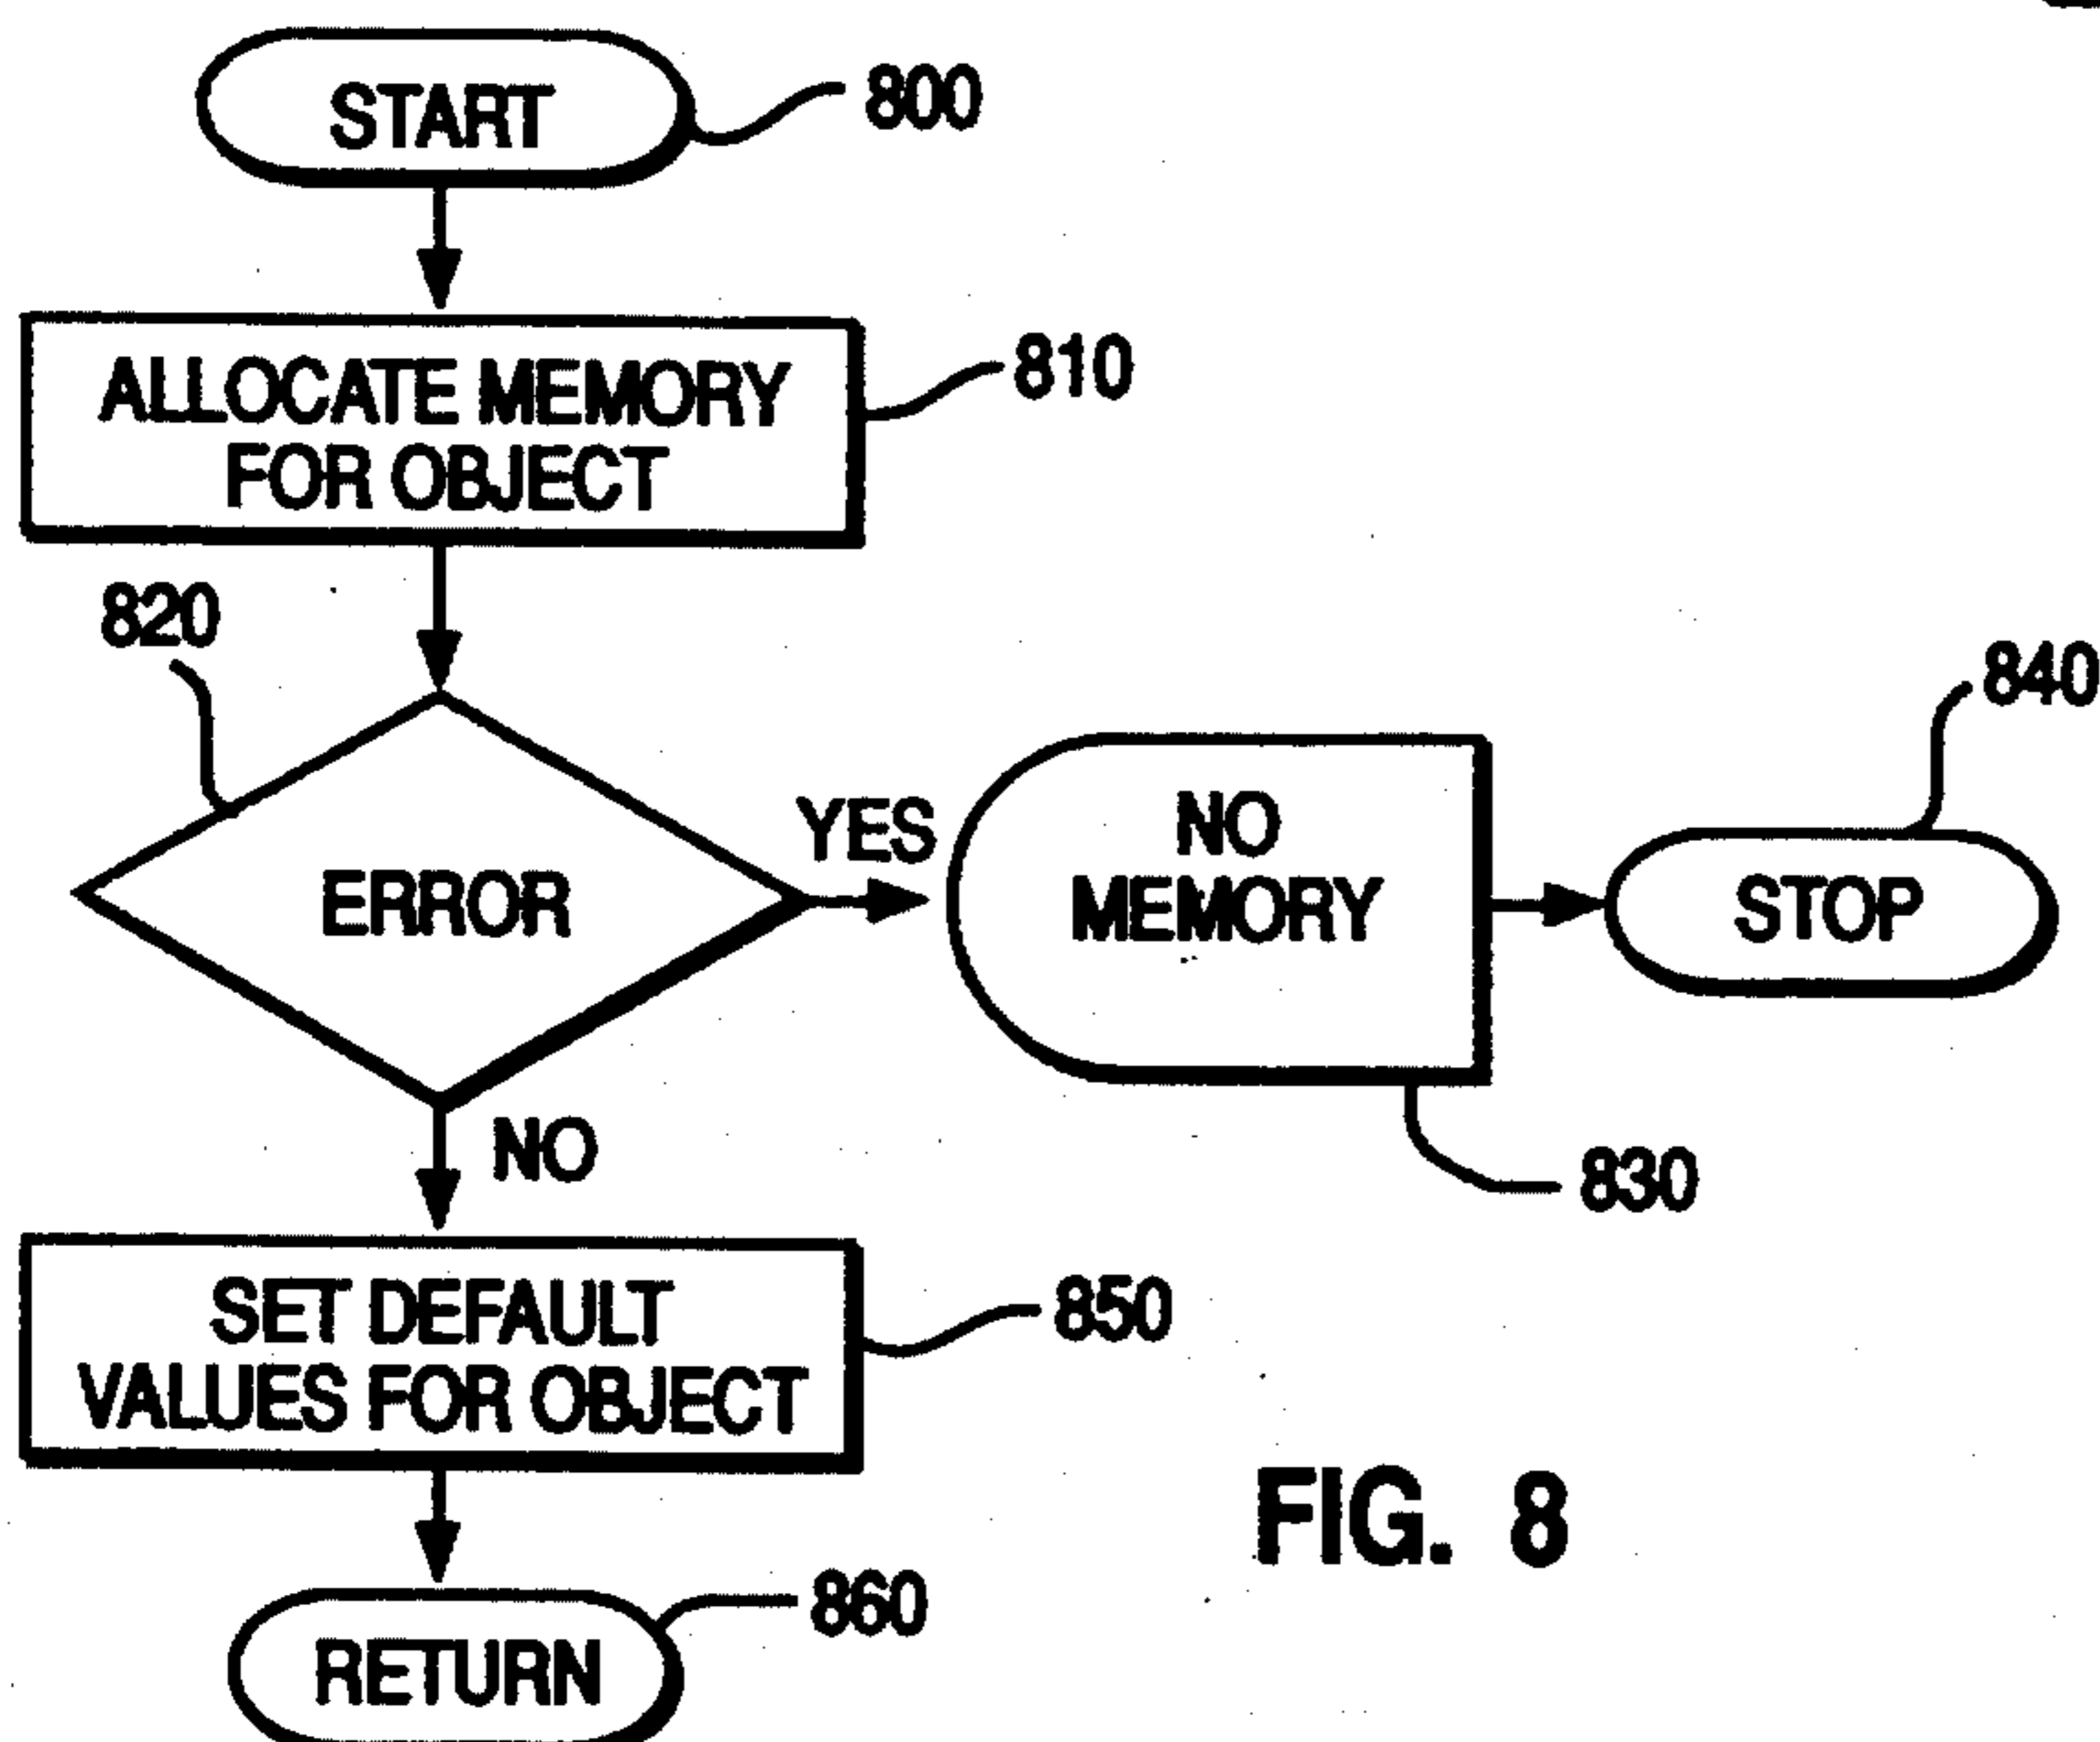 START
800
ALLOCATE MEMORY
FOR OBJECT
810
820
ERROR
YES
NO
MEMORY
830
840
STOP
NO
SET DEFAULT
VALUES FOR OBJECT
850
RETURN
860
FIG. 8